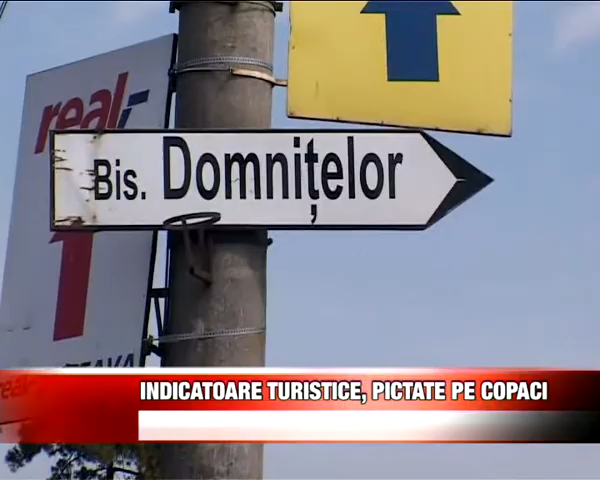 real,-
Bis. Domnițelor
INDICATOARE TURISTICE, PICTATE PE COPACI